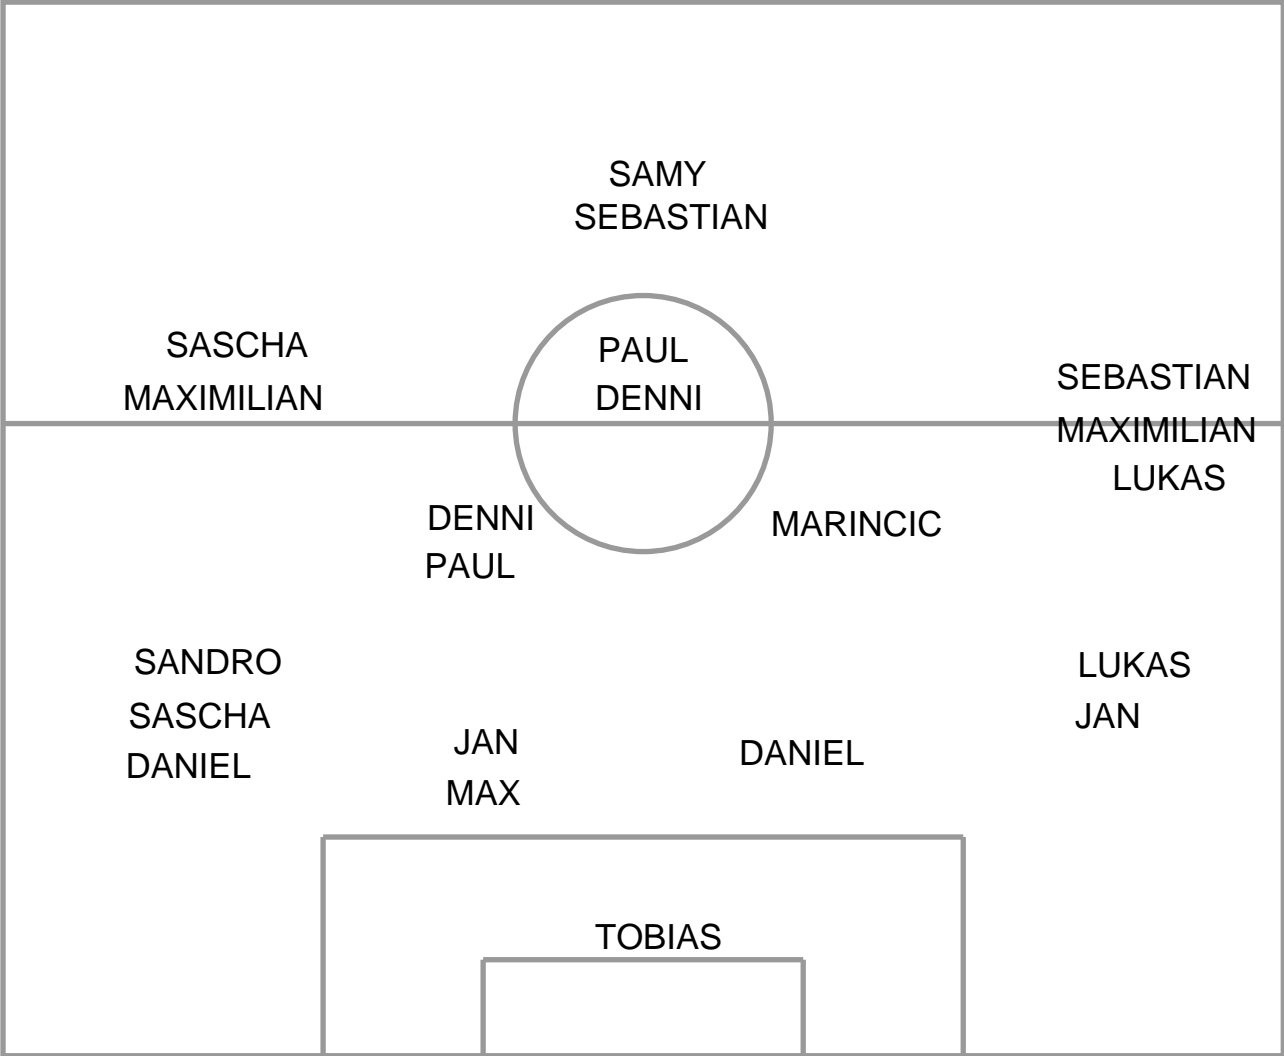 SAMY
SEBASTIAN
SASCHA
MAXIMILIAN
PAUL
DENNI
SEBASTIAN
MAXIMILIAN
LUKAS
DENNI
PAUL
MARINCIC
SANDRO
SASCHA
DANIEL
JAN
MAX
DANIEL
LUKAS
JAN
TOBIAS